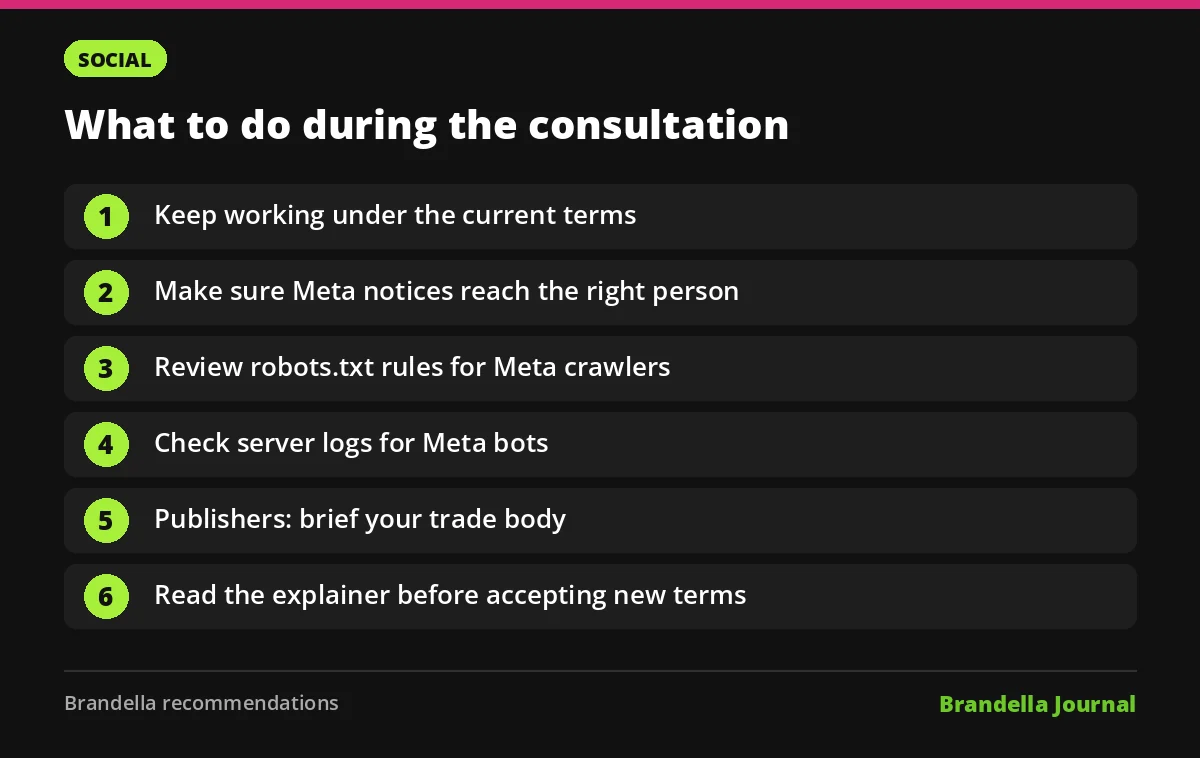 SOCIAL
What to do during the consultation
1 Keep working under the current terms
2 Make sure Meta notices reach the right person
3 Review robots.txt rules for Meta crawlers
4 Check server logs for Meta bots
5 Publishers: brief your trade body
6 Read the explainer before accepting new terms
Brandella recommendations
Brandella Journal